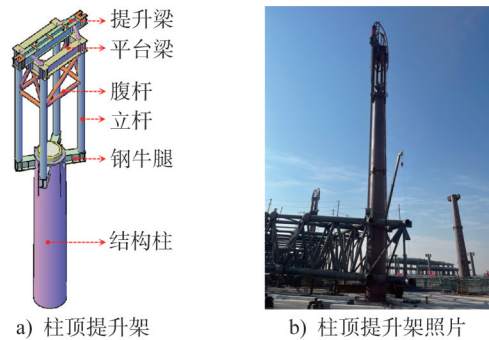 提升梁
平台梁
腹杆
立杆
钢牛腿
结构柱
a) 柱顶提升架
b) 柱顶提升架照片